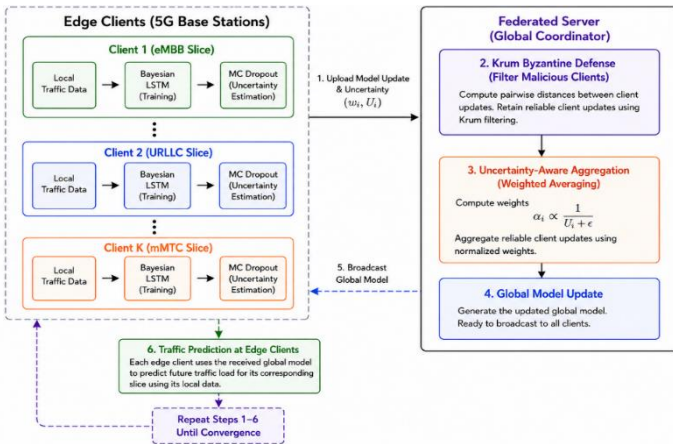 Edge Clients (5G Base Stations)
Client 1 (eMBB Slice)
Local
Traffic Data
Bayesian
LSTM
(Training)
MC Dropout
(Uncertainty
Estimation)
Client 2 (URLLC Slice)
Local
Traffic Data
Bayesian
LSTM
(Training)
MC Dropout
(Uncertainty
Estimation)
Client K (mMTC Slice)
Local
Traffic Data
Bayesian
LSTM
(Training)
MC Dropout
(Uncertainty
Estimation)
1. Upload Model Update
& Uncertainty
(wᵢ, Uᵢ)
Federated Server
(Global Coordinator)
2. Krum Byzantine Defense
(Filter Malicious Clients)
Compute pairwise distances between client
updates. Retain reliable client updates using
Krum filtering.
3. Uncertainty-Aware Aggregation
(Weighted Averaging)
Compute weights
αᵢ ∝ 1 / (Uᵢ + ϵ)
Aggregate reliable client updates using
normalized weights.
4. Global Model Update
Generate the updated global model.
Ready to broadcast to all clients.
5. Broadcast
Global Model
6. Traffic Prediction at Edge Clients
Each edge client uses the received global model
to predict future traffic load for its corresponding
slice using its local data.
Repeat Steps 1–6
Until Convergence